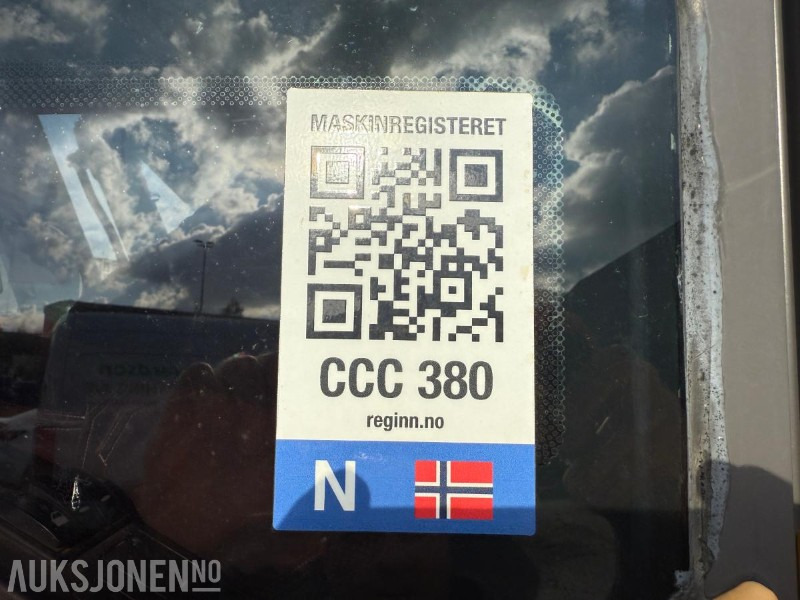 MASKINREGISTERET
CCC 380
reginn.no
N
AUKSJONEN.NO